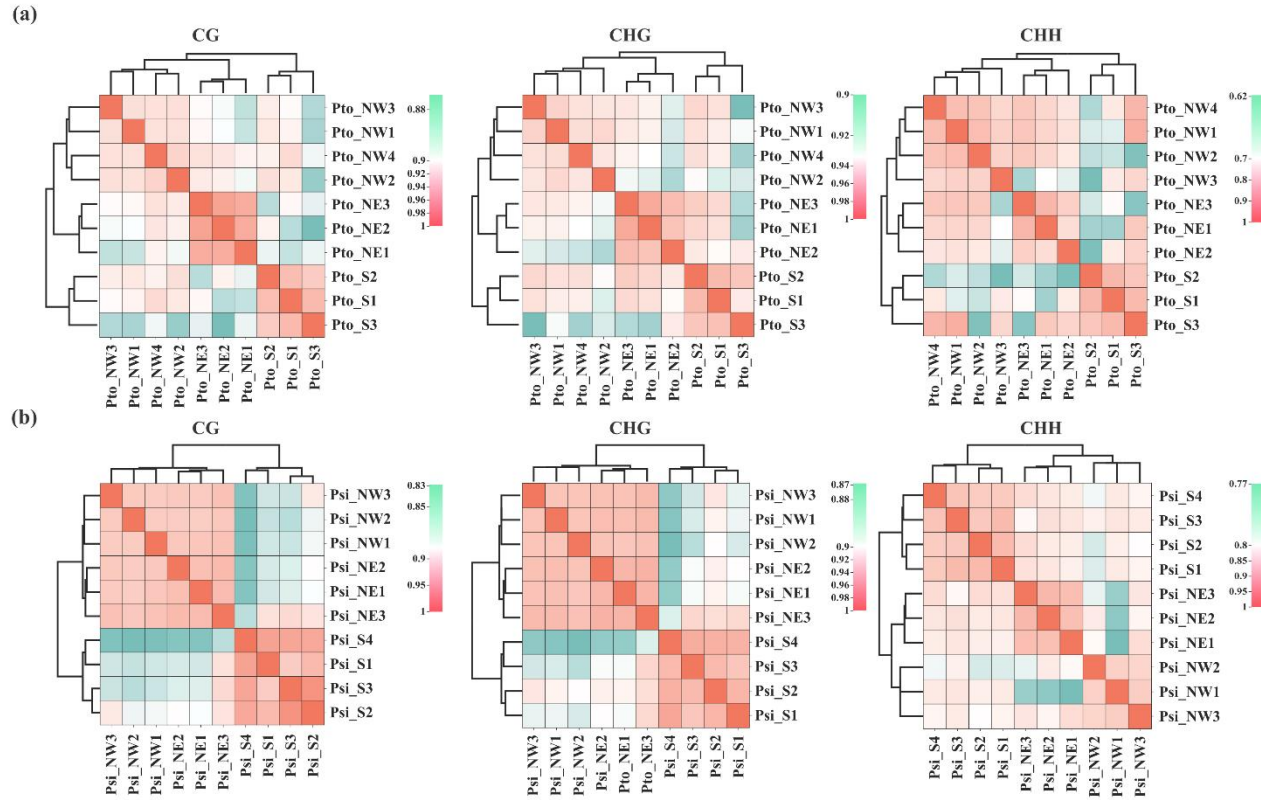 (a)
CG
CHG
CHH
Pto_NW3
Pto_NW1
Pto_NW4
Pto_NW2
Pto_NE3
Pto_NE2
Pto_NE1
Pto_S2
Pto_S1
Pto_S3
0.88
0.9
0.92
0.94
0.96
0.98
1
Pto_NW3
Pto_NW1
Pto_NW4
Pto_NW2
Pto_NE3
Pto_NE2
Pto_NE1
Pto_S2
Pto_S1
Pto_S3
Pto_NW3
Pto_NW1
Pto_NW4
Pto_NW2
Pto_NE3
Pto_NE1
Pto_NE2
Pto_S2
Pto_S1
Pto_S3
0.9
0.92
0.94
0.96
0.98
1
Pto_NW3
Pto_NW1
Pto_NW4
Pto_NW2
Pto_NE3
Pto_NE1
Pto_NE2
Pto_S2
Pto_S1
Pto_S3
Pto_NW4
Pto_NW1
Pto_NW2
Pto_NW3
Pto_NE3
Pto_NE1
Pto_NE2
Pto_S2
Pto_S1
Pto_S3
0.62
0.7
0.8
0.9
1
Pto_NW4
Pto_NW1
Pto_NW2
Pto_NW3
Pto_NE3
Pto_NE1
Pto_NE2
Pto_S2
Pto_S1
Pto_S3
(b)
CG
CHG
CHH
Psi_NW3
Psi_NW2
Psi_NW1
Psi_NE2
Psi_NE1
Psi_NE3
Psi_S4
Psi_S1
Psi_S3
Psi_S2
0.83
0.85
0.9
0.95
1
Psi_NW3
Psi_NW2
Psi_NW1
Psi_NE2
Psi_NE1
Psi_NE3
Psi_S4
Psi_S1
Psi_S3
Psi_S2
Psi_NW3
Psi_NW1
Psi_NW2
Psi_NE2
Psi_NE1
Psi_NE3
Psi_S4
Psi_S3
Psi_S2
Psi_S1
0.87
0.88
0.9
0.92
0.94
0.96
0.98
1
Psi_NW3
Psi_NW1
Psi_NW2
Psi_NE2
Pto_NE1
Pto_NE3
Psi_S4
Psi_S3
Psi_S2
Psi_S1
Psi_S4
Psi_S3
Psi_S2
Psi_S1
Psi_NE3
Psi_NE2
Psi_NE1
Psi_NW2
Psi_NW1
Psi_NW3
0.77
0.8
0.85
0.9
0.95
1
Psi_S4
Psi_S3
Psi_S2
Psi_S1
Psi_NE3
Psi_NE2
Psi_NE1
Psi_NW2
Psi_NW1
Psi_NW3